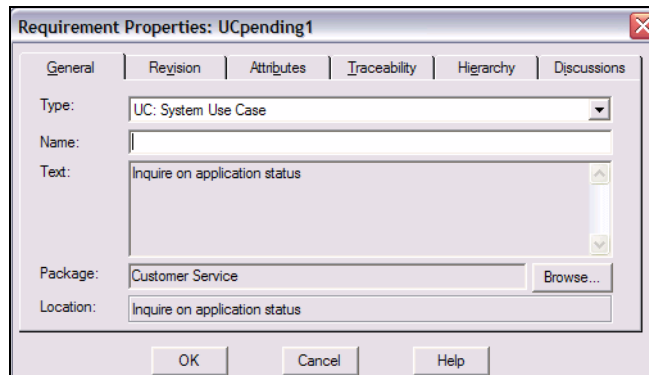 Requirement Properties: UCpending1
General Revision Attributes Traceability Hierarchy Discussions
Type: UC: System Use Case
Name:
Text: Inquire on application status
Package: Customer Service Browse...
Location: Inquire on application status
OK Cancel Help